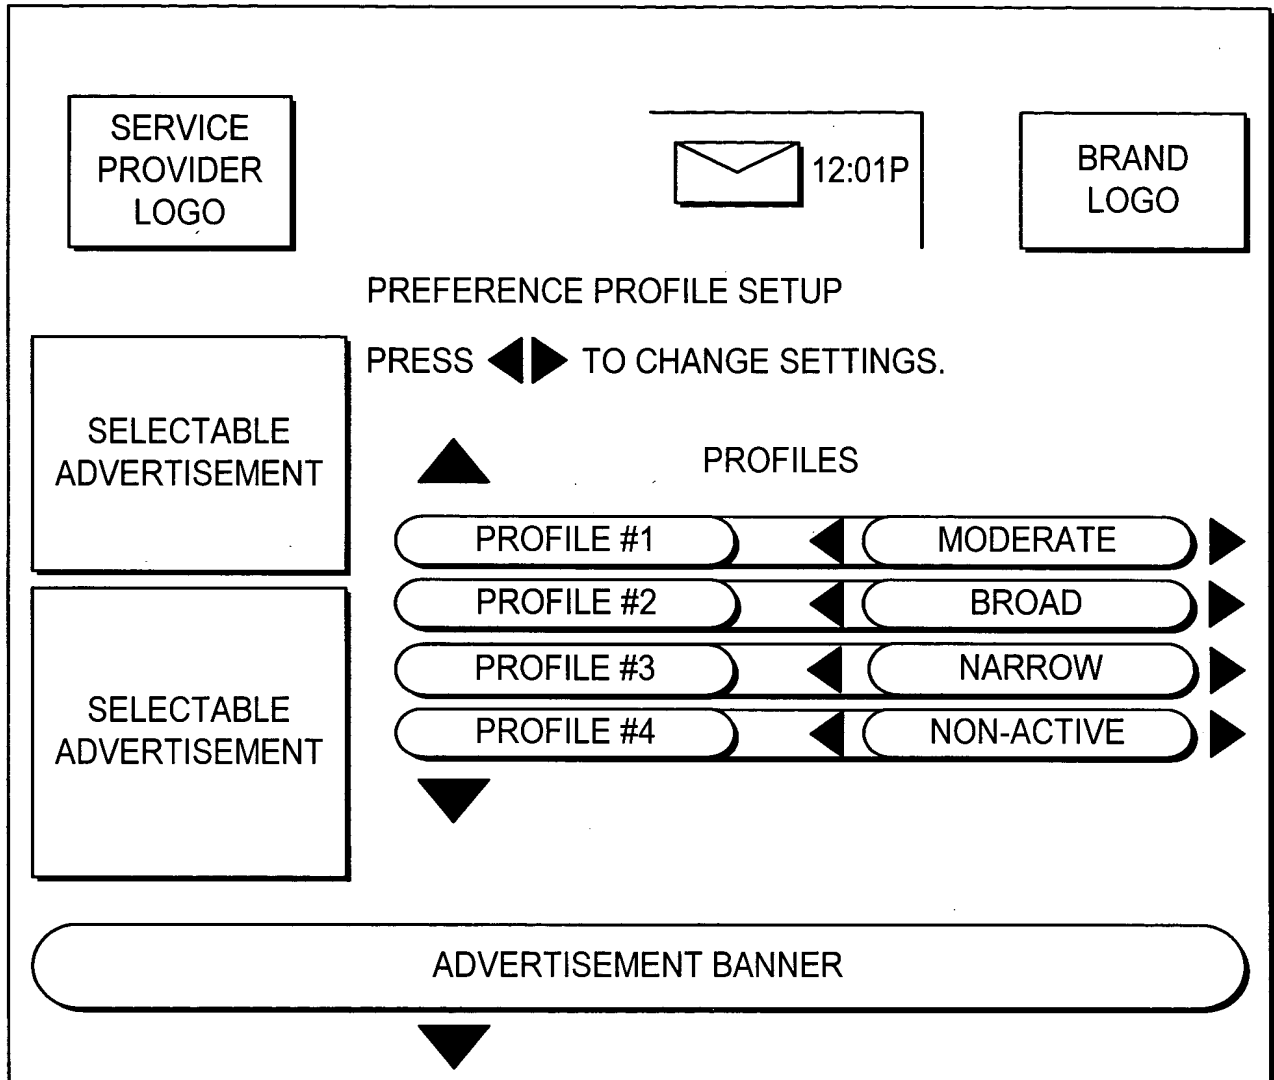 SERVICE
PROVIDER
LOGO
12:01P
BRAND
LOGO
PREFERENCE PROFILE SETUP
PRESS ◀▶ TO CHANGE SETTINGS.
SELECTABLE
ADVERTISEMENT
PROFILES
PROFILE #1 MODERATE
PROFILE #2 BROAD
PROFILE #3 NARROW
PROFILE #4 NON-ACTIVE
SELECTABLE
ADVERTISEMENT
ADVERTISEMENT BANNER